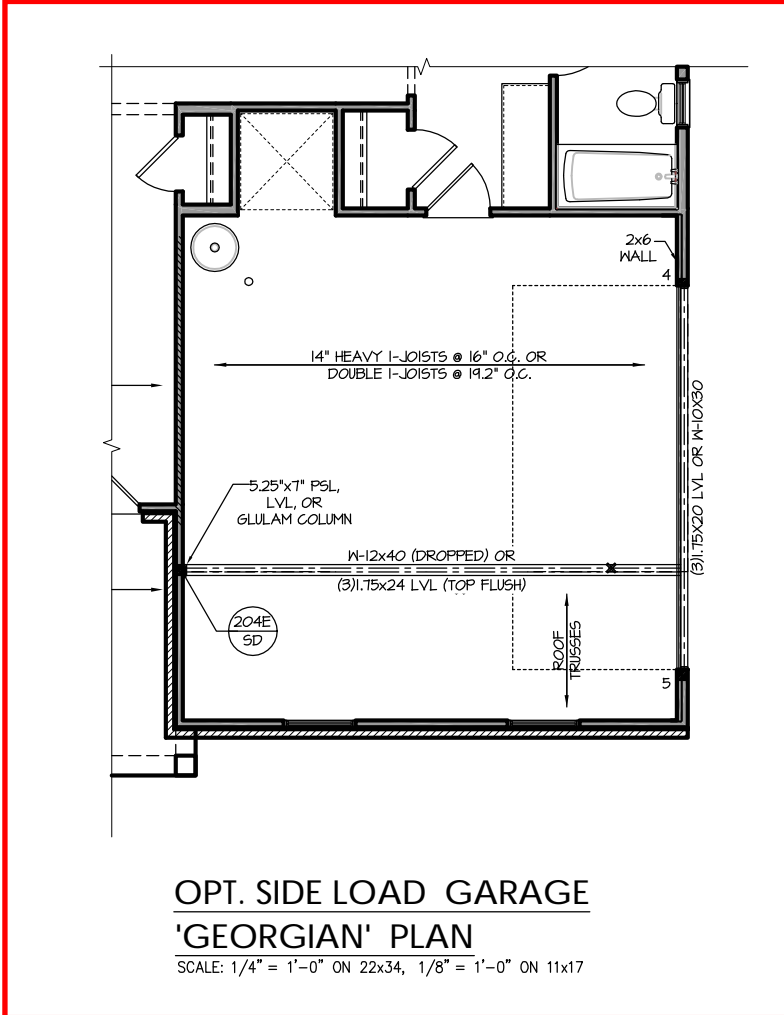 2x6
WALL
4
14" HEAVY I-JOISTS @ 16" O.C. OR
DOUBLE I-JOISTS @ 19.2" O.C.
(3)1.75X20 LVL OR W-10X30
5.25"x7" PSL,
LVL, OR
GLULAM COLUMN
W-12x40 (DROPPED) OR
(3)1.75x24 LVL (TOP FLUSH)
204E
SD
ROOF
TRUSSES
5
OPT. SIDE LOAD GARAGE
'GEORGIAN' PLAN
SCALE: 1/4" = 1'-0" ON 22x34, 1/8" = 1'-0" ON 11x17